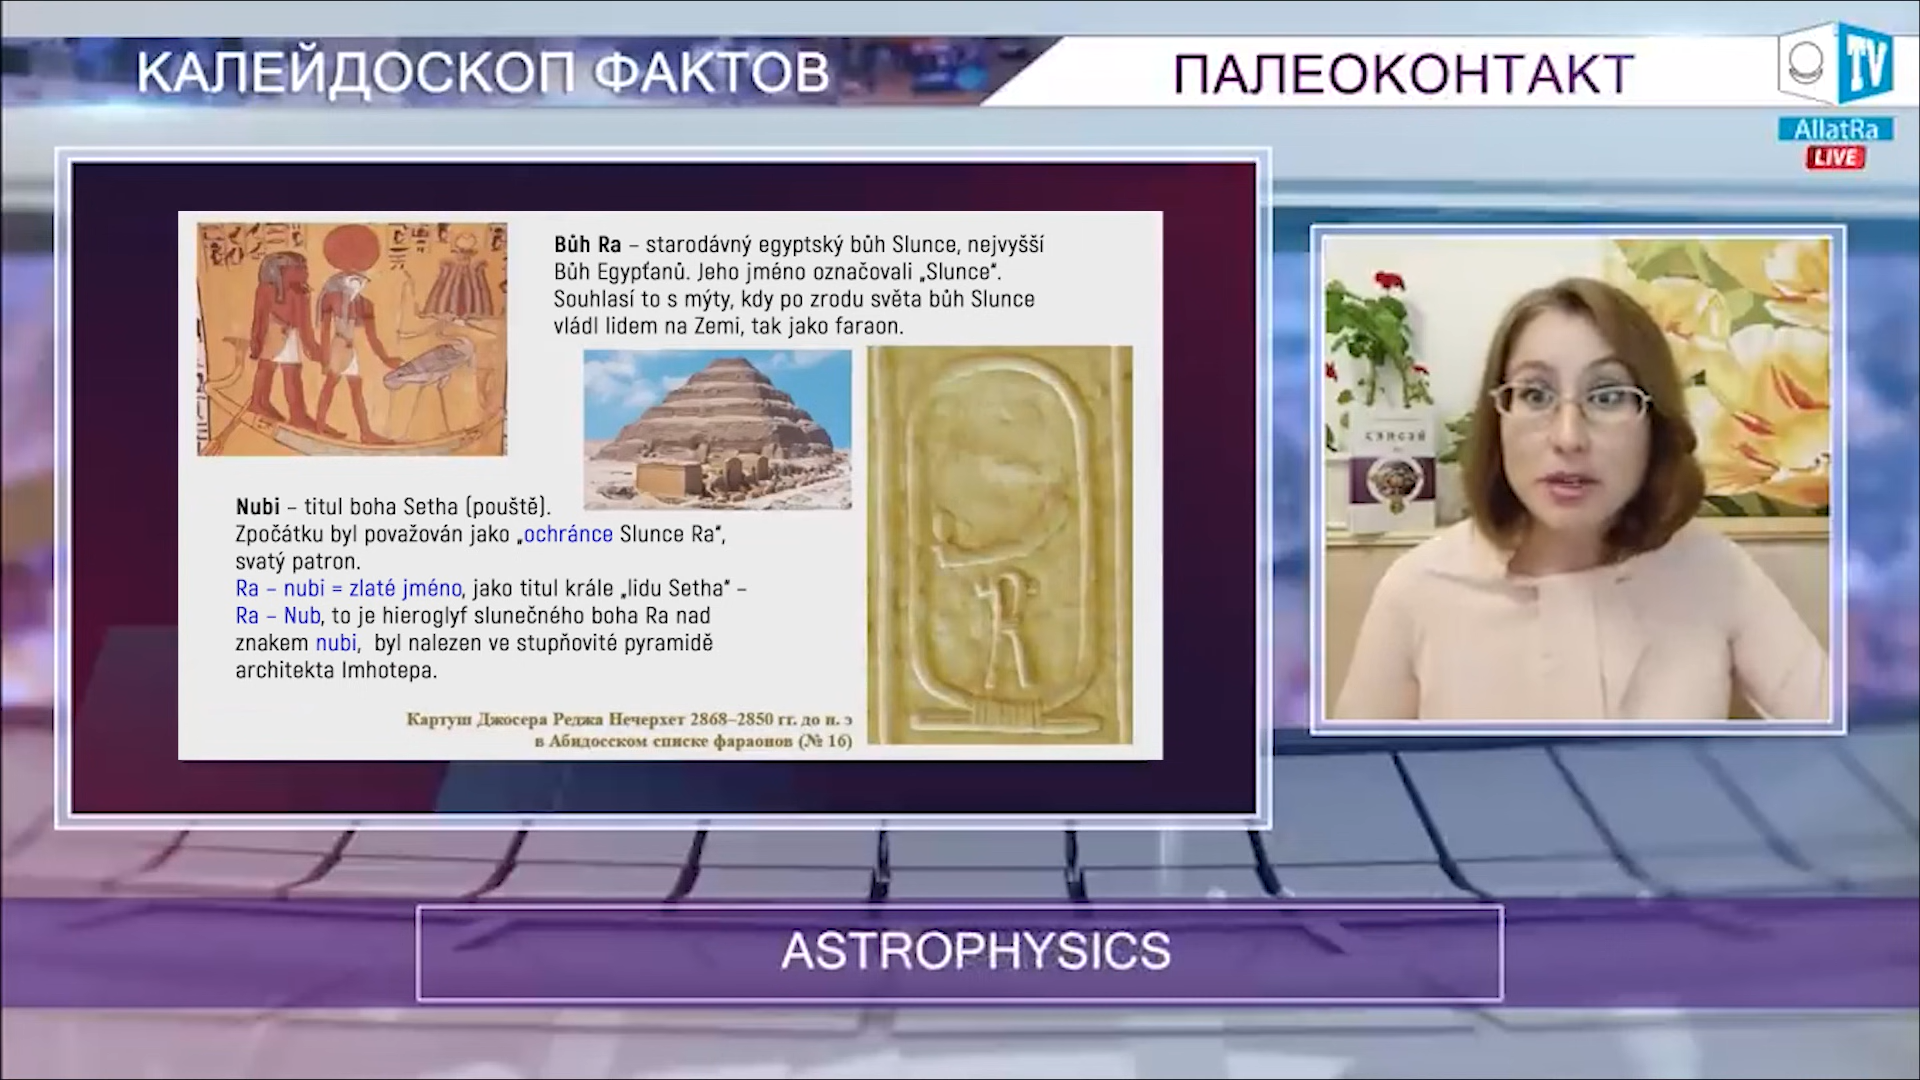 КАЛЕЙДОСКОП ФАКТОВ
ПАЛЕОКОНТАКТ
TV
AllatRa
LIVE
Bůh Ra – starodávný egyptský bůh Slunce, nejvyšší
Bůh Egypťanů. Jeho jméno označovali „Slunce“.
Souhlasí to s mýty, kdy po zrodu světa bůh Slunce
vládl lidem na Zemi, tak jako faraon.
Nubi – titul boha Setha (pouště).
Zpočátku byl považován jako „ochránce Slunce Ra“,
svatý patron.
Ra – nubi = zlaté jméno, jako titul krále „lidu Setha“ –
Ra – Nub, to je hieroglyf slunečného boha Ra nad
znakem nubi, byl nalezen ve stupňovité pyramidě
architekta Imhotepa.
Картуш Джосера Реджа Нечерхет 2868–2850 гг. до н. э
в Абидосском списке фараонов (№ 16)
СЭНСЭЙ
ASTROPHYSICS